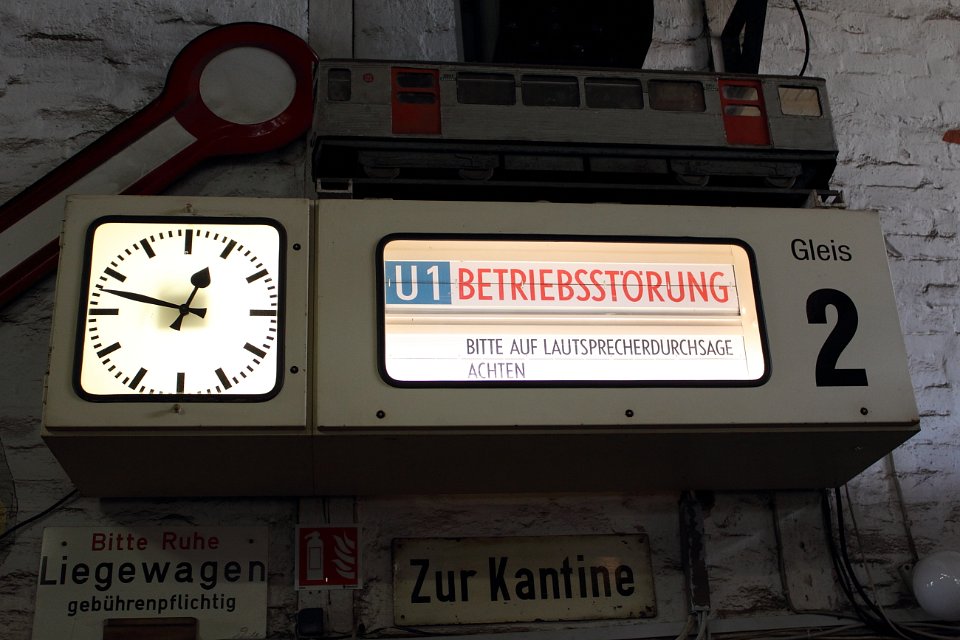 Gleis
2
U1 BETRIEBSSTÖRUNG
BITTE AUF LAUTSPRECHERDURCHSAGE
ACHTEN
Bitte Ruhe
Liegewagen
gebührenpflichtig
Zur Kantine